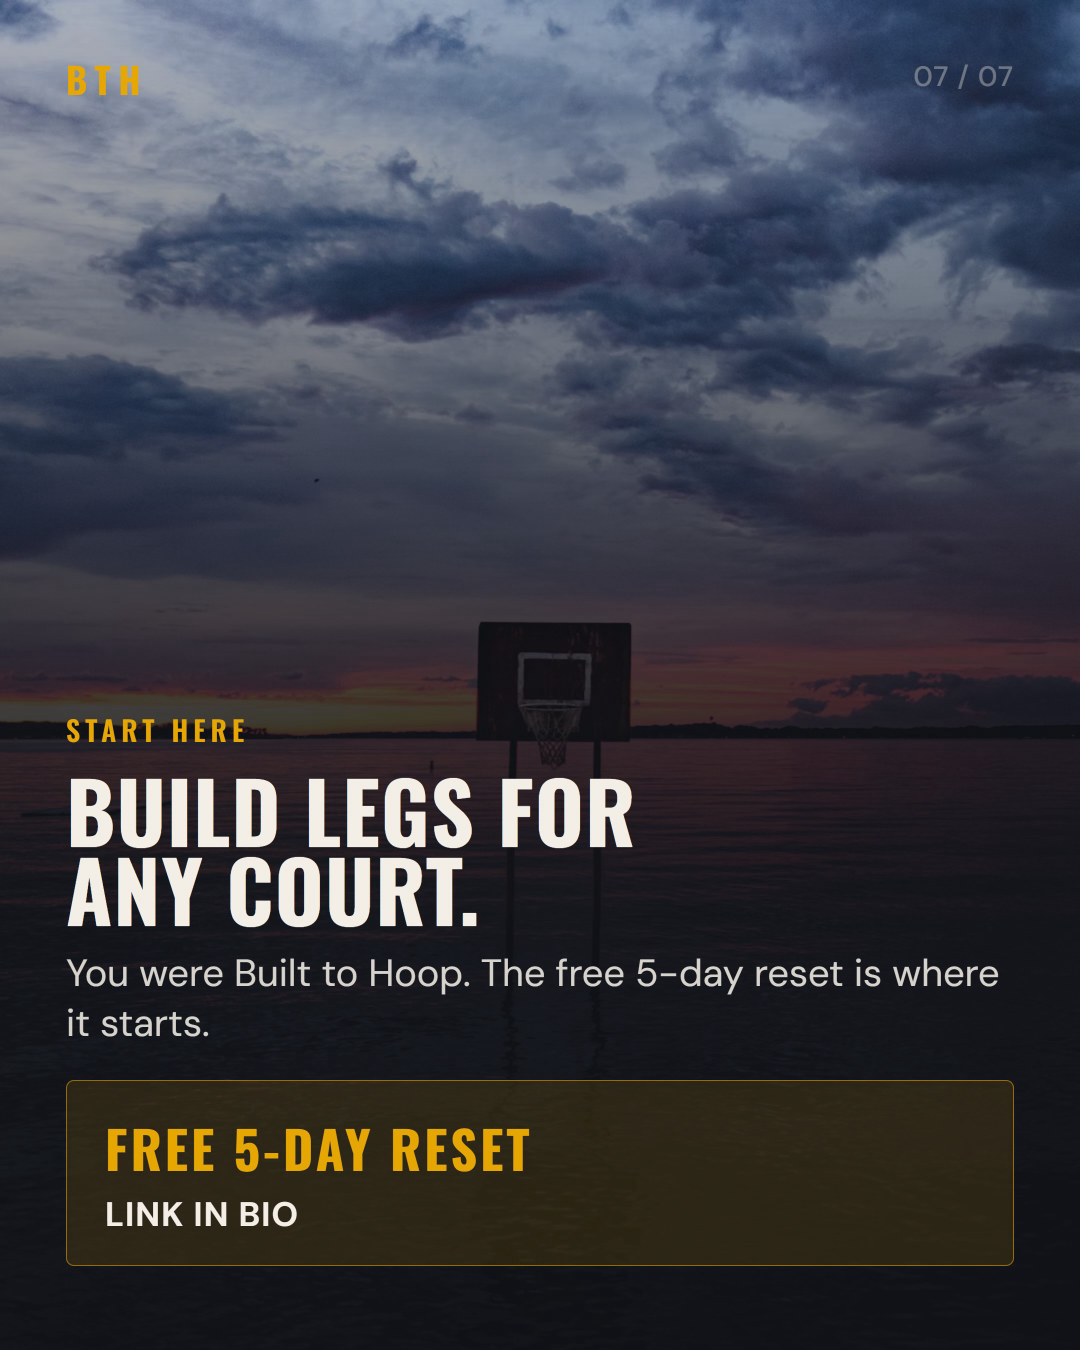 BTH
07 / 07
START HERE
BUILD LEGS FOR
ANY COURT.
You were Built to Hoop. The free 5-day reset is where
it starts.
FREE 5-DAY RESET
LINK IN BIO